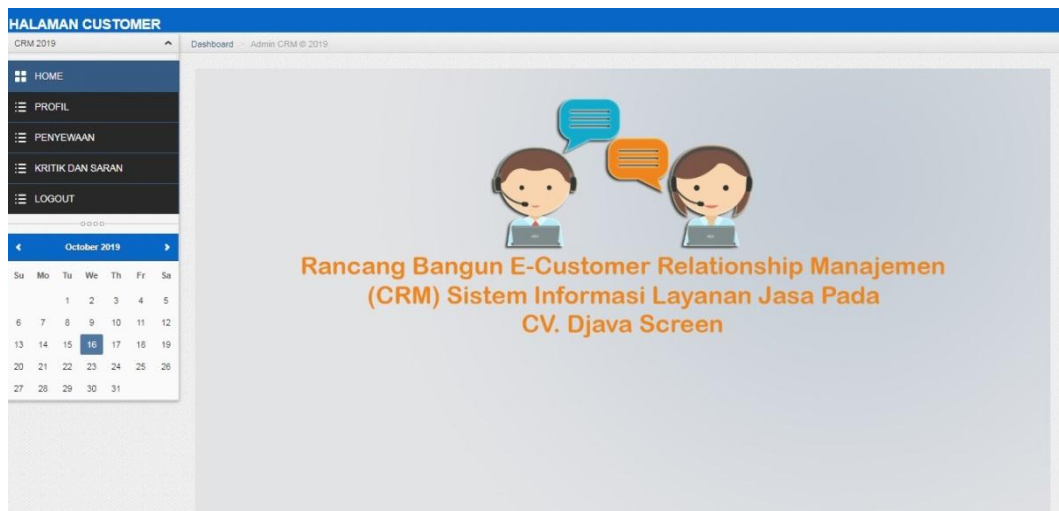 HALAMAN CUSTOMER
CRM 2019
Dashboard > Admin CRM © 2019
HOME
PROFIL
PENYEWAAN
KRITIK DAN SARAN
LOGOUT
October 2019
Su Mo Tu We Th Fr Sa
1 2 3 4 5
6 7 8 9 10 11 12
13 14 15 16 17 18 19
20 21 22 23 24 25 26
27 28 29 30 31
Rancang Bangun E-Customer Relationship Manajemen
(CRM) Sistem Informasi Layanan Jasa Pada
CV. Djava Screen